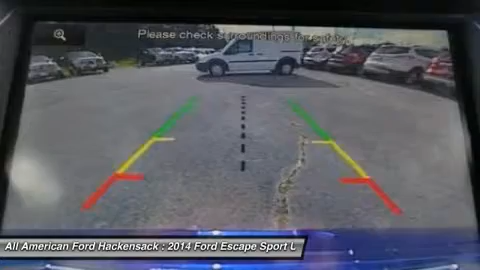 Please check surroundings for safety
All American Ford Hackensack : 2014 Ford Escape Sport U